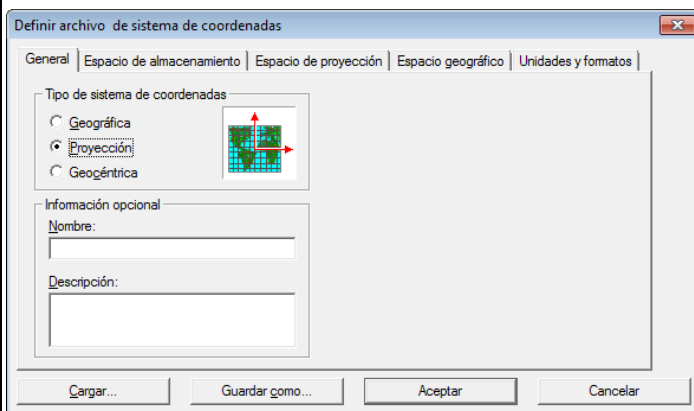 Definir archivo  de sistema de coordenadas
General Espacio de almacenamiento Espacio de proyección Espacio geográfico Unidades y formatos
Tipo de sistema de coordenadas
Geográfica
Proyección
Geocéntrica
Información opcional
Nombre:
Descripción:
Cargar... Guardar como... Aceptar Cancelar